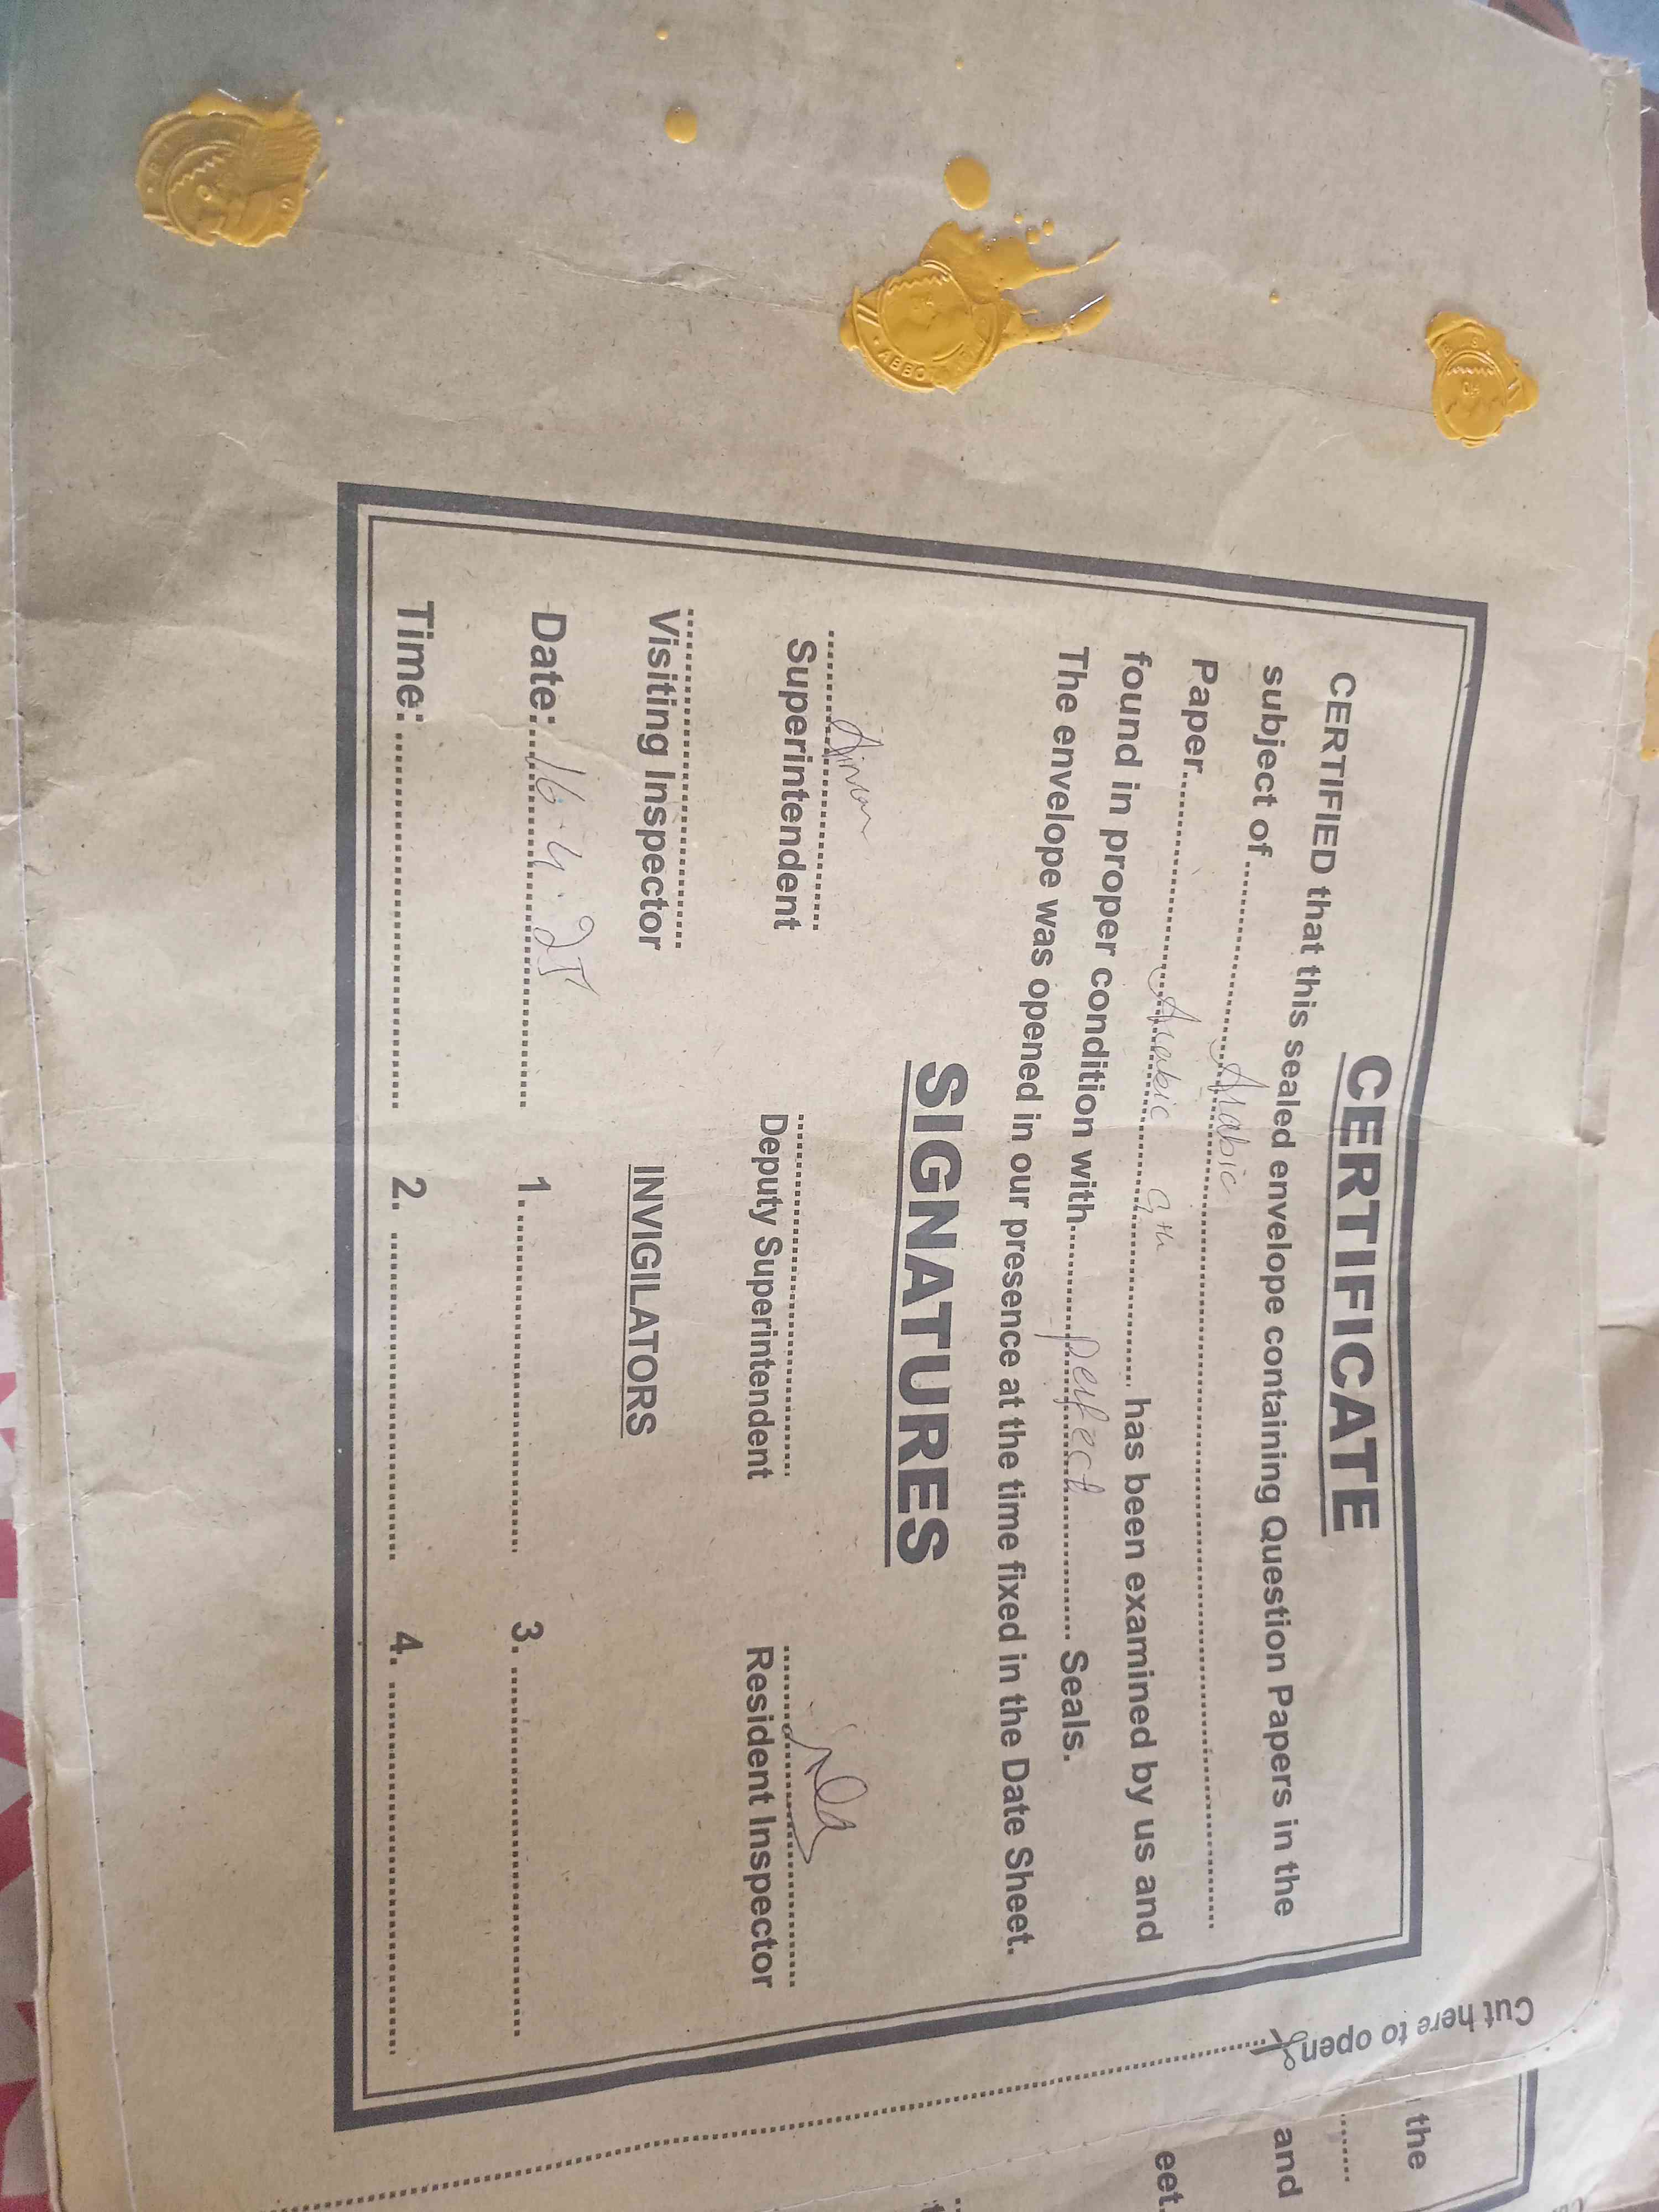 CERTIFICATE
CERTIFIED that this sealed envelope containing Question Papers in the
subject of..........Arabic..........
Paper..........Arabic 9th.......... has been examined by us and
found in proper condition with..........perfect.......... Seals.
The envelope was opened in our presence at the time fixed in the Date Sheet.
SIGNATURES
Superintendent Deputy Superintendent Resident Inspector
Visiting Inspector INVIGILATORS
Date:..16.4.25.......... 1. .......... 3. ..........
Time:.......... 2. .......... 4. ..........
Cut here to open
the
and
eet.